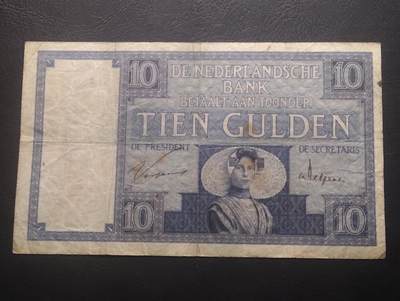 10
DE NEDERLANDSCHE
10
BANK
BETAALT AAN TOONDER
TIEN GULDEN
DE PRESIDENT
DE SECRETARIS
10
10